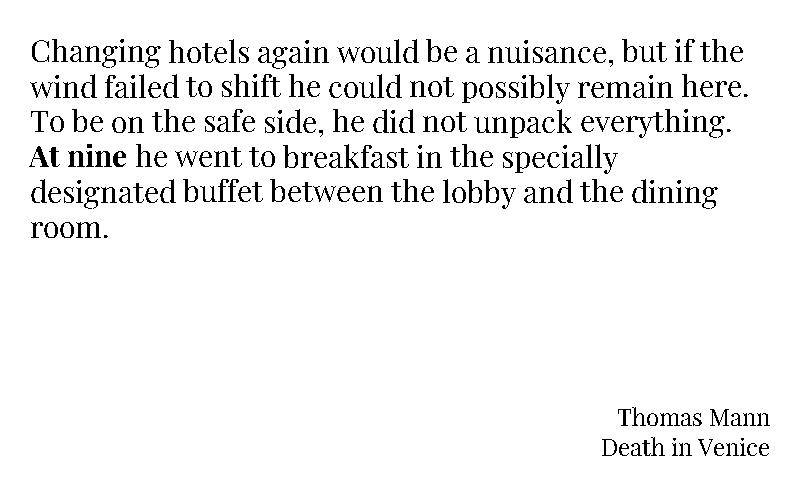 Changing hotels again would be a nuisance, but if the
wind failed to shift he could not possibly remain here.
To be on the safe side, he did not unpack everything.
At nine he went to breakfast in the specially
designated buffet between the lobby and the dining
room.
Thomas Mann
Death in Venice